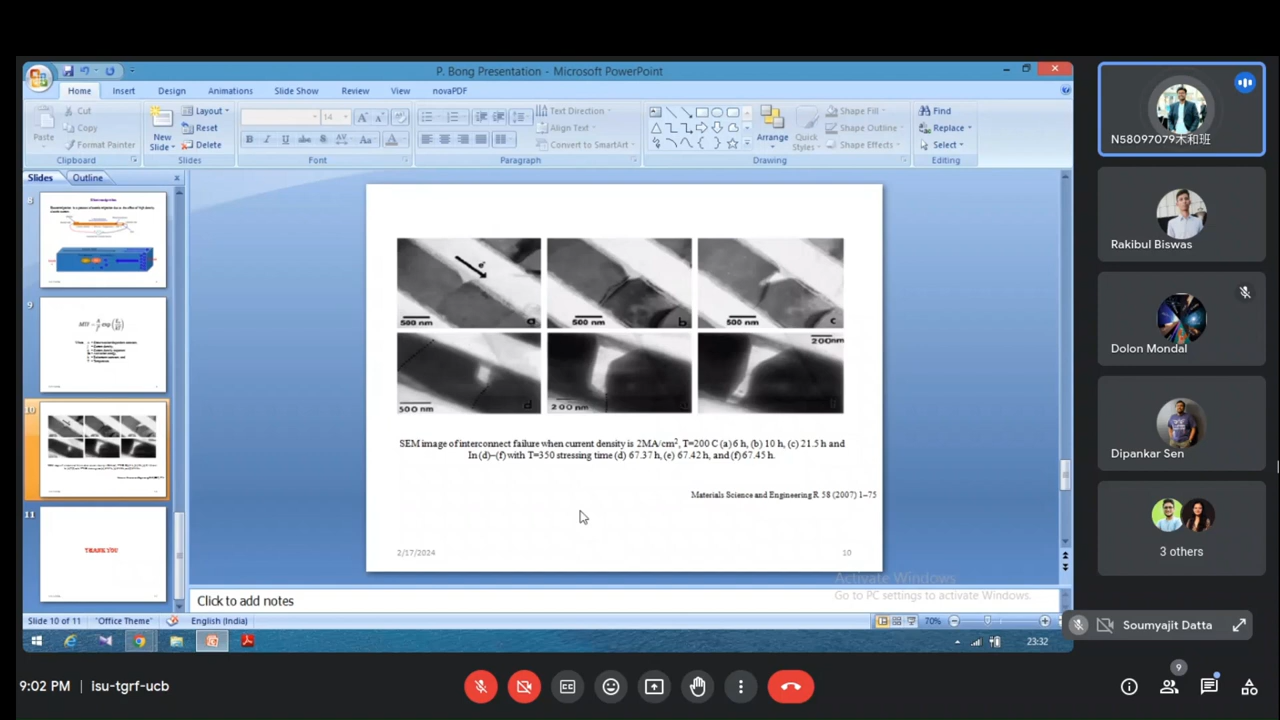 P. Bong Presentation - Microsoft PowerPoint
Home Insert Design Slide Show Animations Review View novaPDF
Paste
Cut
Copy
Format Painter
Clipboard
New Slide
Layout
Reset
Delete
Slides
14
Font
Paragraph
Text Direction
Align Text
Convert to SmartArt
Arrange
Quick Styles
Shape Fill
Shape Outline
Shape Effects
Drawing
Find
Replace
Select
Editing
Slides Outline
9
10
11
THANK YOU
e-
500 nm a
500 nm b
500 nm c
500 nm d
200 nm
200nm
SEM image of interconnect failure when current density is 2MA/cm², T=200 C (a) 6 h, (b) 10 h, (c) 21.5 h and
In (d)–(f) with T=350 stressing time (d) 67.37 h, (e) 67.42 h, and (f) 67.45 h.
Materials Science and Engineering R 58 (2007) 1–75
2/17/2024 10
Activate Windows
Go to PC settings to activate Windows.
Click to add notes
Slide 10 of 11 "Office Theme" English (India) 70%
23:32
N58097079木和班
Rakibul Biswas
Dolon Mondal
Dipankar Sen
3 others
Soumyajit Datta
9:02 PM | isu-tgrf-ucb
CC
9